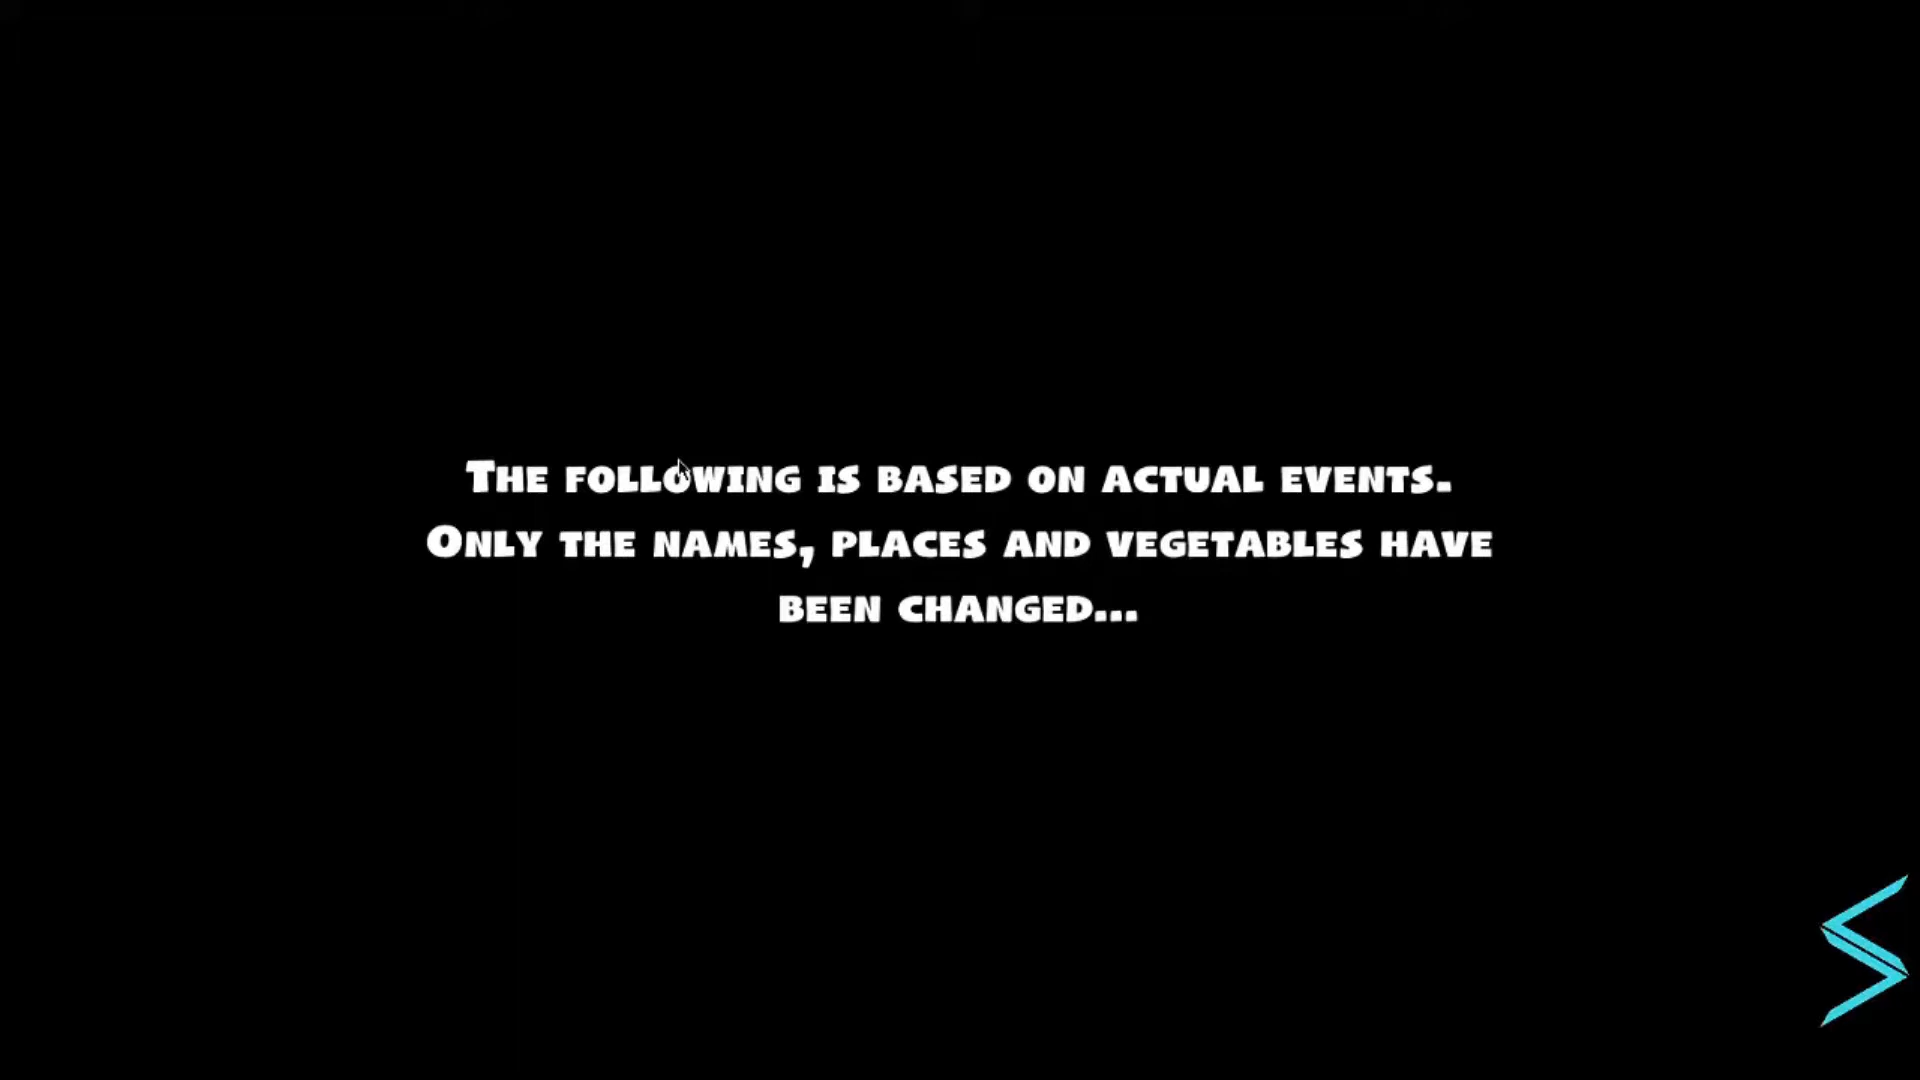 The following is based on actual events.
Only the names, places and vegetables have
been changed...